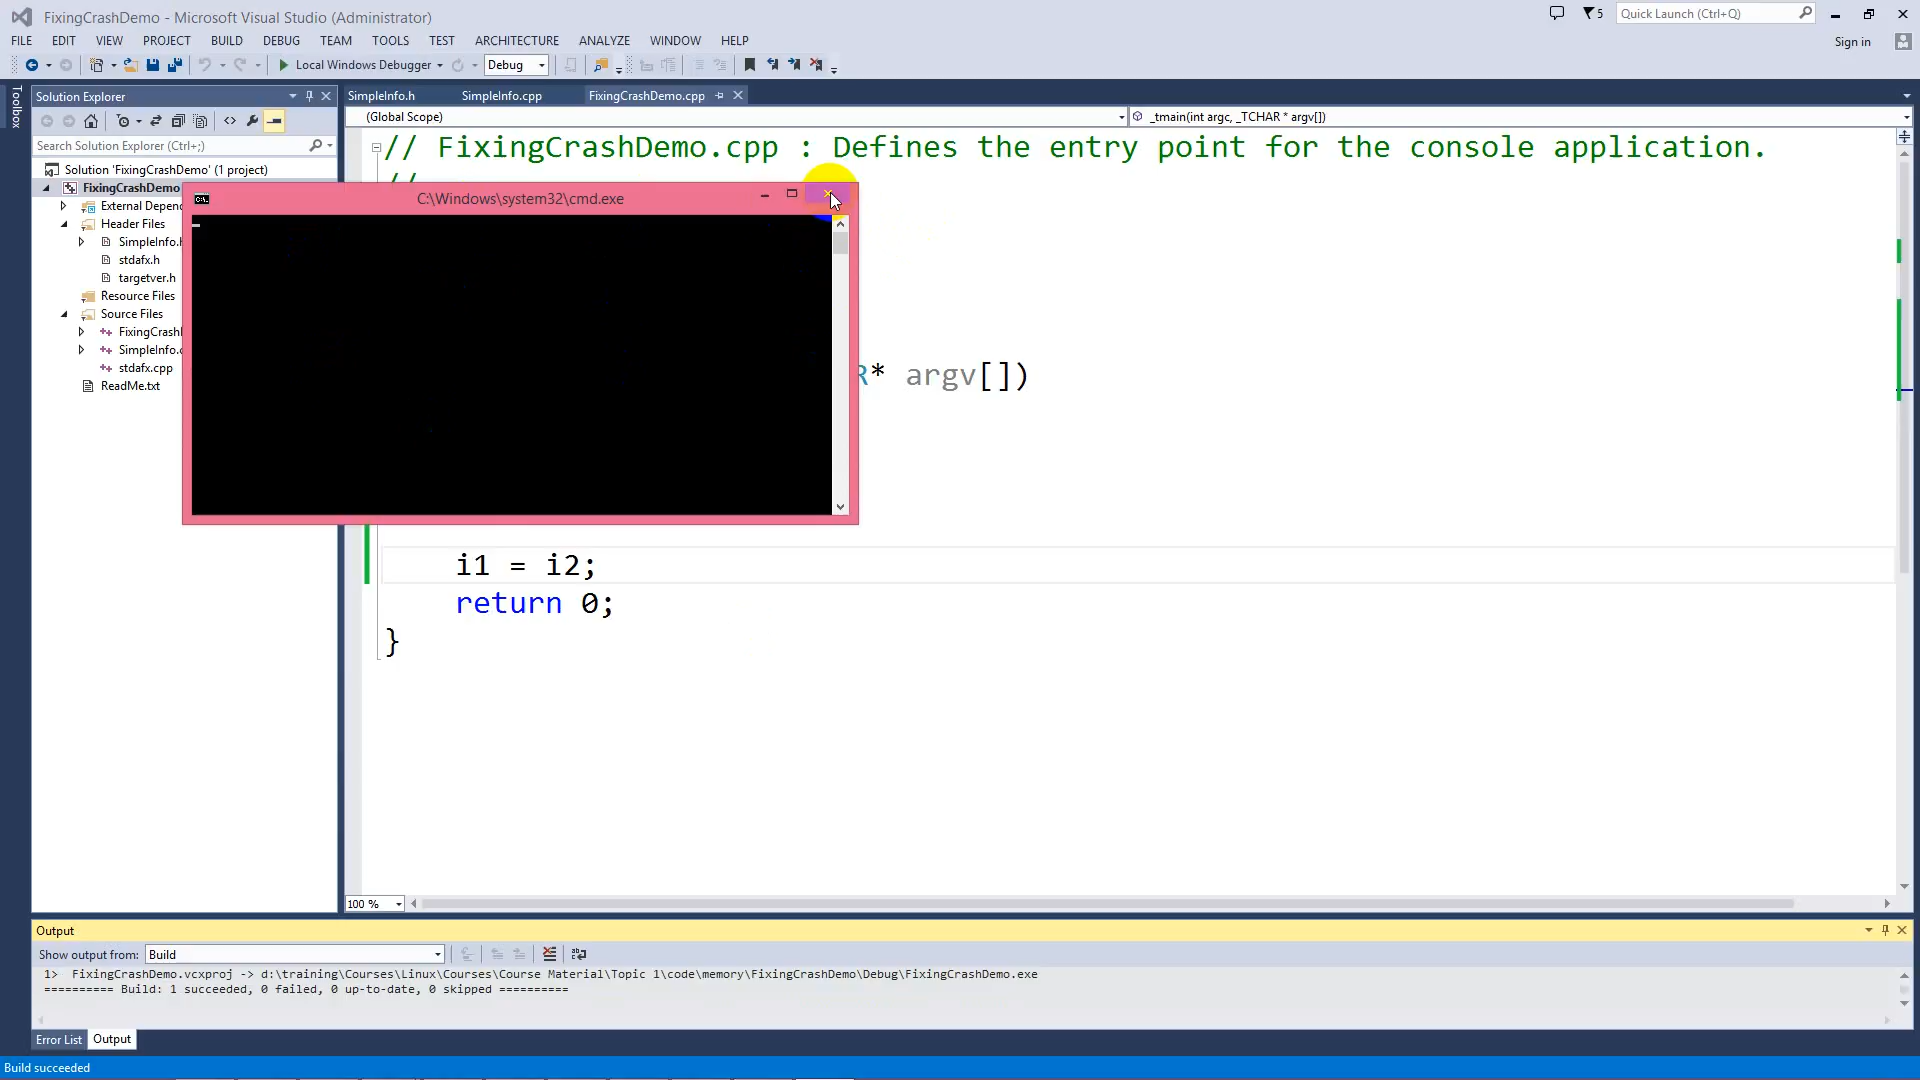 FixingCrashDemo - Microsoft Visual Studio (Administrator)
5
Quick Launch (Ctrl+Q)
FILE EDIT VIEW PROJECT BUILD DEBUG TEAM TOOLS TEST ARCHITECTURE ANALYZE WINDOW HELP
Sign in
Local Windows Debugger
Debug
Toolbox
Solution Explorer
SimpleInfo.h SimpleInfo.cpp FixingCrashDemo.cpp
(Global Scope)
_tmain(int argc, _TCHAR * argv[])
Search Solution Explorer (Ctrl+;)
// FixingCrashDemo.cpp : Defines the entry point for the console application.
//
Solution 'FixingCrashDemo' (1 project)
FixingCrashDemo
C:\Windows\system32\cmd.exe
External Depend
Header Files
SimpleInfo.h
stdafx.h
targetver.h
Resource Files
Source Files
FixingCrash
SimpleInfo.c
stdafx.cpp
ReadMe.txt
R* argv[])
i1 = i2;
return 0;
}
100 %
Output
Show output from: Build
1> FixingCrashDemo.vcxproj -> d:\training\Courses\Linux\Courses\Course Material\Topic 1\code\memory\FixingCrashDemo\Debug\FixingCrashDemo.exe
========== Build: 1 succeeded, 0 failed, 0 up-to-date, 0 skipped ==========
Error List Output
Build succeeded